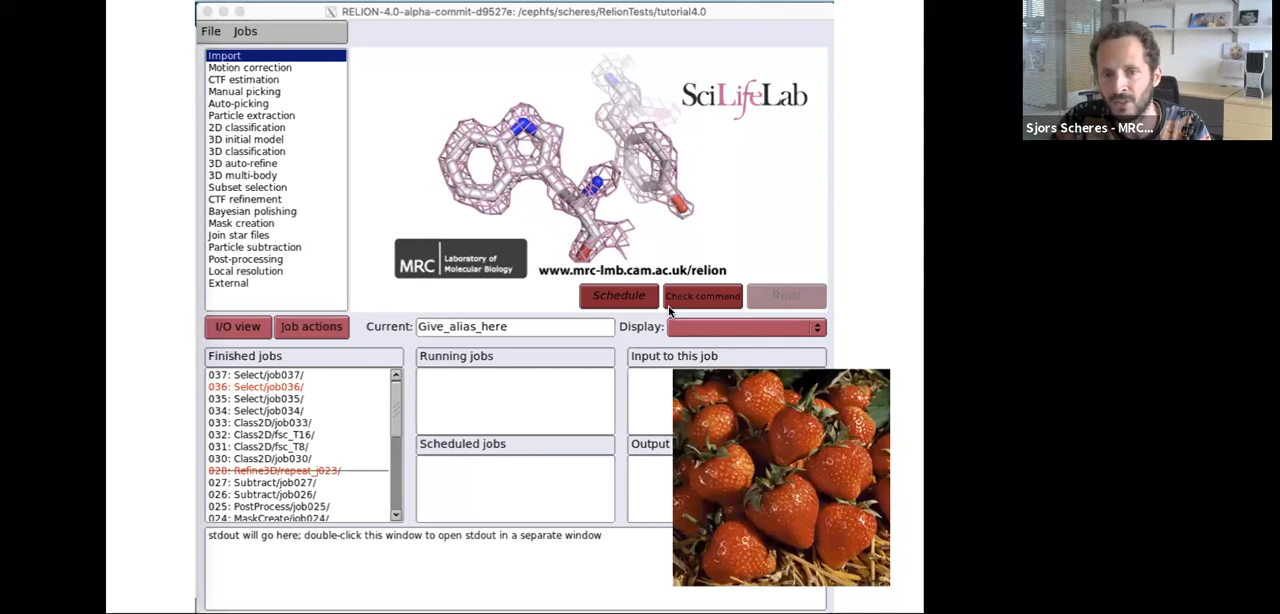 RELION-4.0-alpha-commit-d9527e: /cephfs/scheres/RelionTests/tutorial4.0
File Jobs
Import
Motion correction
CTF estimation
Manual picking
Auto-picking
Particle extraction
2D classification
3D initial model
3D classification
3D auto-refine
3D multi-body
Subset selection
CTF refinement
Bayesian polishing
Mask creation
Join star files
Particle subtraction
Post-processing
Local resolution
External
SciLifeLab
MRC
Laboratory of
Molecular Biology
www.mrc-lmb.cam.ac.uk/relion
Schedule Check command Run!
I/O view Job actions Current: Give_alias_here Display:
Finished jobs
037: Select/job037/
036: Select/job036/
035: Select/job035/
034: Select/job034/
033: Class2D/job033/
032: Class2D/fsc_T16/
031: Class2D/fsc_T8/
030: Class2D/job030/
028: Refine3D/repeat_j023/
027: Subtract/job027/
026: Subtract/job026/
025: PostProcess/job025/
024: MaskCreate/job024/
Running jobs
Scheduled jobs
Input to this job
Output
stdout will go here; double-click this window to open stdout in a separate window
Sjors Scheres - MRC...